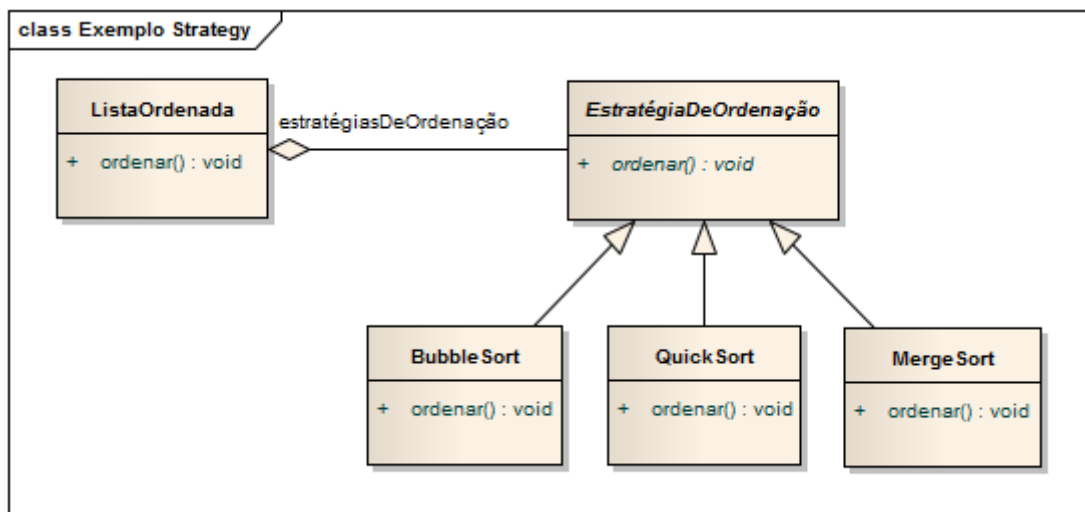 class Exemplo Strategy
ListaOrdenada
+ ordenar() : void
estratégiasDeOrdenação
EstratégiaDeOrdenação
+ ordenar() : void
BubbleSort
+ ordenar() : void
QuickSort
+ ordenar() : void
MergeSort
+ ordenar() : void